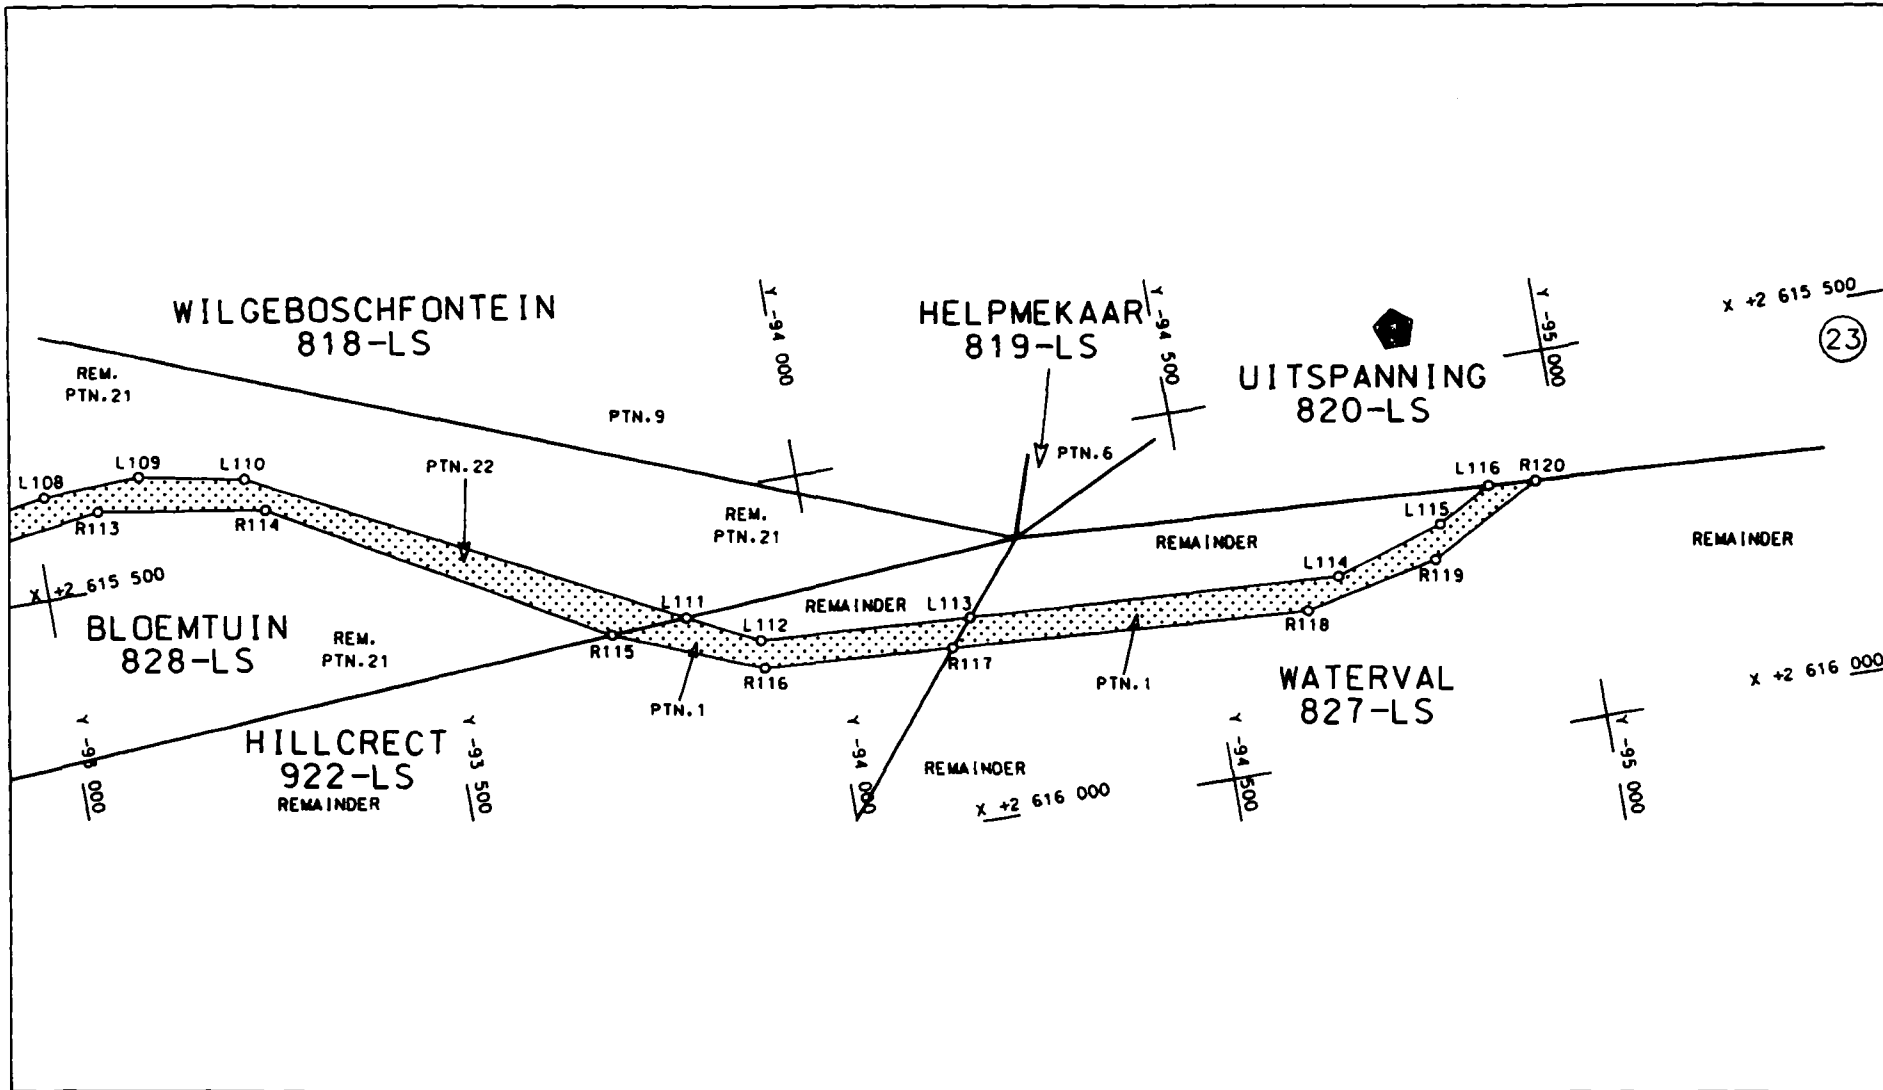 WILGEBOSCHFONTEIN
818-LS
HELPMEKAAR
819-LS
UITSPANNING
820-LS
Y -94 000
Y -94 500
Y -95 000
X +2 615 500
23
REM.
PTN.21
PTN.9
PTN.6
L108
L109
L110
PTN.22
R113
R114
REM.
PTN.21
L116
R120
L115
REMAINDER
REMAINDER
R119
L114
X +2 615 500
BLOEMTUIN
828-LS
REM.
PTN.21
L111
REMAINDER
L113
L112
R118
R115
R116
R117
PTN.1
PTN.1
WATERVAL
827-LS
X +2 616 000
Y -93 000
HILLCRECT
922-LS
REMAINDER
Y -93 500
Y -94 000
REMAINDER
X +2 616 000
Y -94 500
Y -95 000